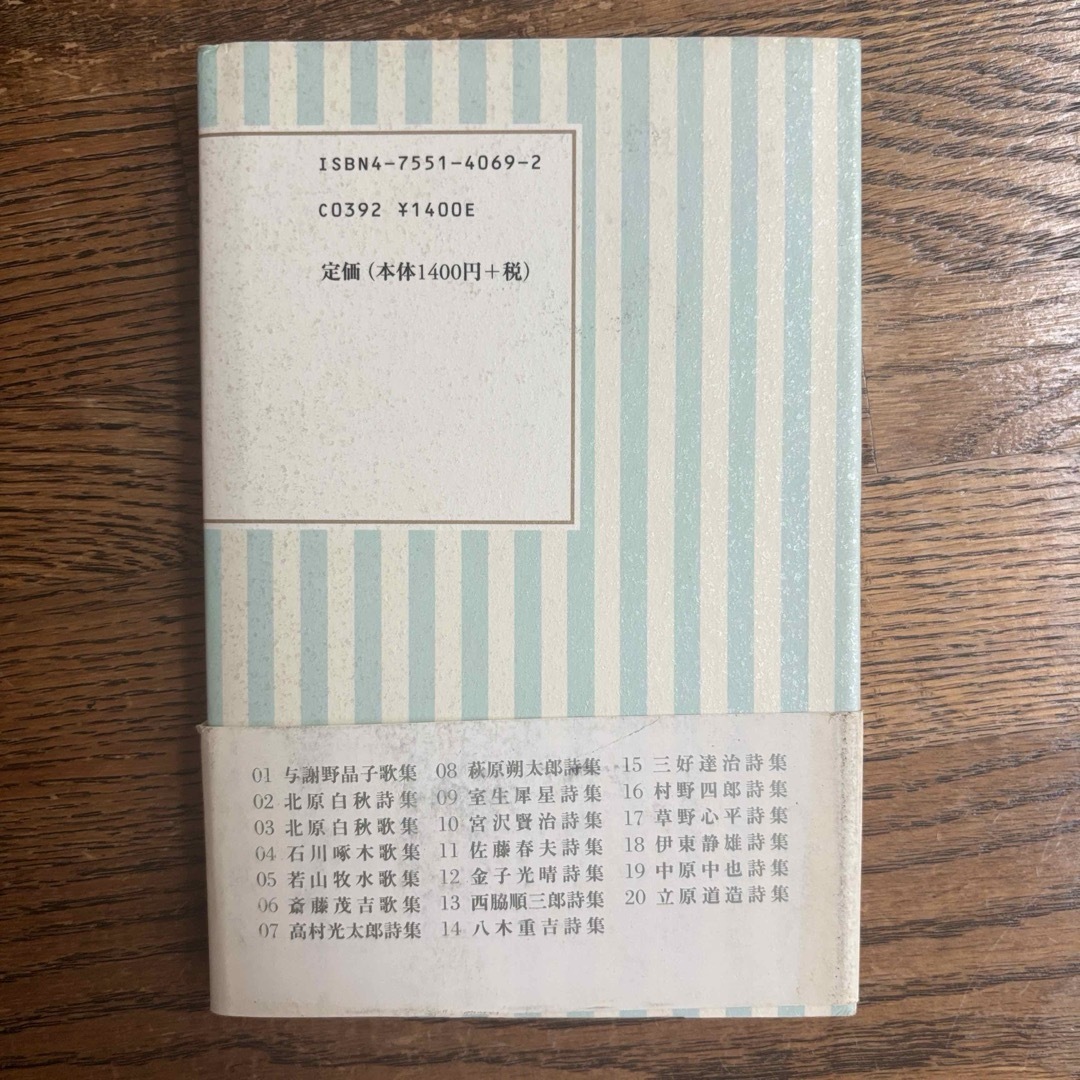 ISBN4-7551-4069-2
C0392 ¥1400E
定価(本体1400円+税)
01 与謝野晶子歌集
02 北原白秋詩集
03 北原白秋歌集
04 石川啄木歌集
05 若山牧水歌集
06 斎藤茂吉歌集
07 高村光太郎詩集
08 萩原朔太郎詩集
09 室生犀星詩集
10 宮沢賢治詩集
11 佐藤春夫詩集
12 金子光晴詩集
13 西脇順三郎詩集
14 八木重吉詩集
15 三好達治詩集
16 村野四郎詩集
17 草野心平詩集
18 伊東静雄詩集
19 中原中也詩集
20 立原道造詩集